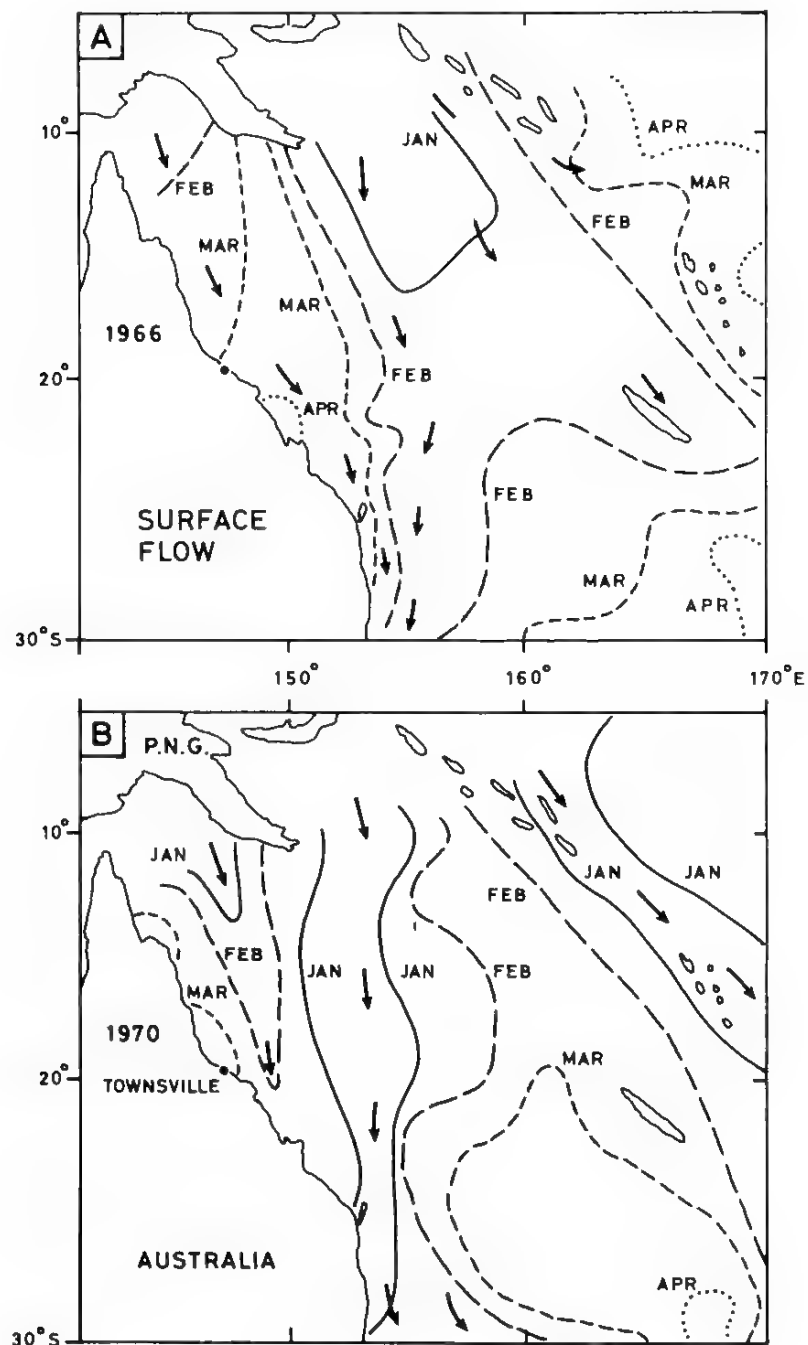 A
10°
JAN
APR
FEB
MAR
FEB
MAR
MAR
1966
20°
FEB
APR
FEB
SURFACE
FLOW
MAR
APR
30°S
150°
160°
170°E
B
P.N.G.
10°
JAN
JAN
JAN
FEB
FEB
JAN
JAN
FEB
MAR
1970
MAR
20°
TOWNSVILLE
AUSTRALIA
APR
30°S